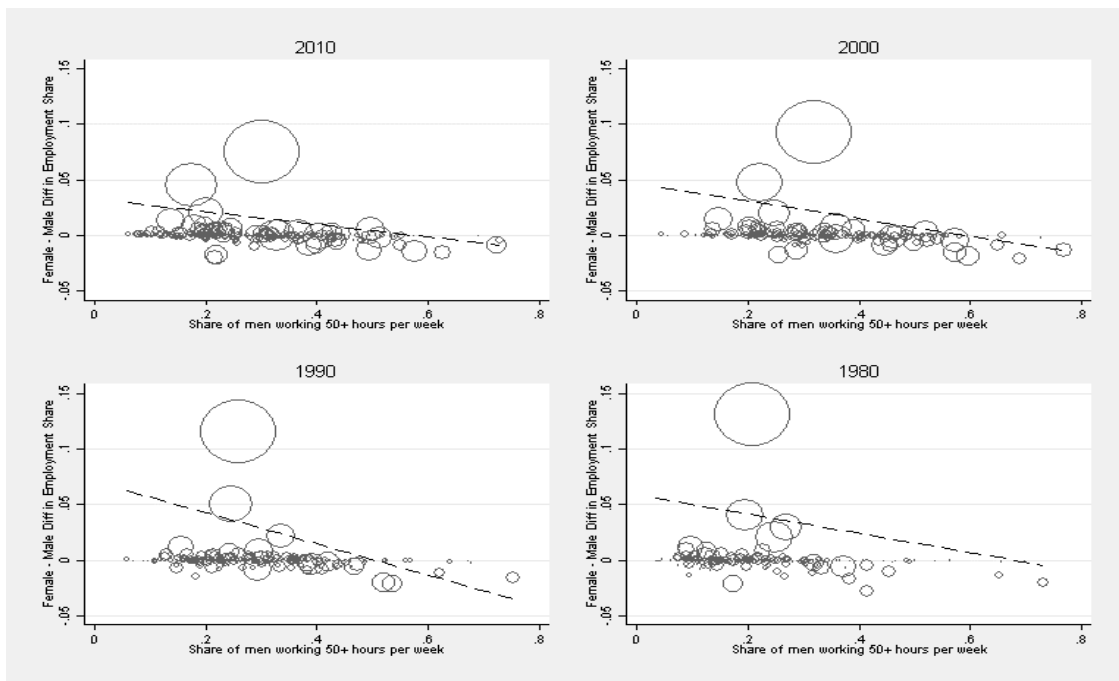 2010
Female - Male Diff in Employment Share
.15
.1
.05
0
-.05
0 .2 .4 .6 .8
Share of men working 50+ hours per week
2000
Female - Male Diff in Employment Share
.15
.1
.05
0
-.05
0 .2 .4 .6 .8
Share of men working 50+ hours per week
1990
Female - Male Diff in Employment Share
.15
.1
.05
0
-.05
0 .2 .4 .6 .8
Share of men working 50+ hours per week
1980
Female - Male Diff in Employment Share
.15
.1
.05
0
-.05
0 .2 .4 .6 .8
Share of men working 50+ hours per week